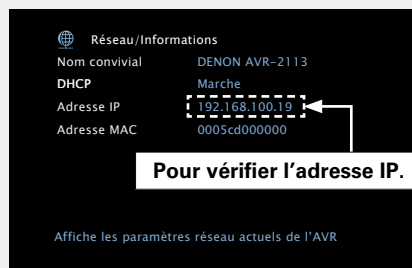 Réseau/Informations
Nom convivial DENON AVR-2113
DHCP Marche
Adresse IP 192.168.100.19
Adresse MAC 0005cd000000
Pour vérifier l’adresse IP.
Affiche les paramètres réseau actuels de l’AVR